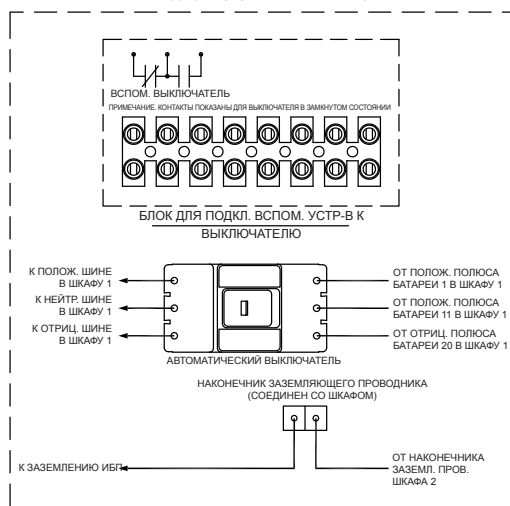 ВСПОМ. ВЫКЛЮЧАТЕЛЬ
ПРИМЕЧАНИЕ. КОНТАКТЫ ПОКАЗАНЫ ДЛЯ ВЫКЛЮЧАТЕЛЯ В ЗАМКНУТОМ СОСТОЯНИИ
БЛОК ДЛЯ ПОДКЛ. ВСПОМ. УСТР-В К
ВЫКЛЮЧАТЕЛЮ
К ПОЛОЖ. ШИНЕ
В ШКАФУ 1
К НЕЙТР. ШИНЕ
В ШКАФУ 1
К ОТРИЦ. ШИНЕ
В ШКАФУ 1
ОТ ПОЛОЖ. ПОЛЮСА
БАТАРЕИ 1 В ШКАФУ 1
ОТ ПОЛОЖ. ПОЛЮСА
БАТАРЕИ 11 В ШКАФУ 1
ОТ ОТРИЦ. ПОЛЮСА
БАТАРЕИ 20 В ШКАФУ 1
АВТОМАТИЧЕСКИЙ ВЫКЛЮЧАТЕЛЬ
НАКОНЕЧНИК ЗАЗЕМЛЯЮЩЕГО ПРОВОДНИКА
(СОЕДИНЕН СО ШКАФОМ)
К ЗАЗЕМЛЕНИЮ ИБП
ОТ НАКОНЕЧНИКА
ЗАЗЕМЛ. ПРОВ.
ШКАФА 2